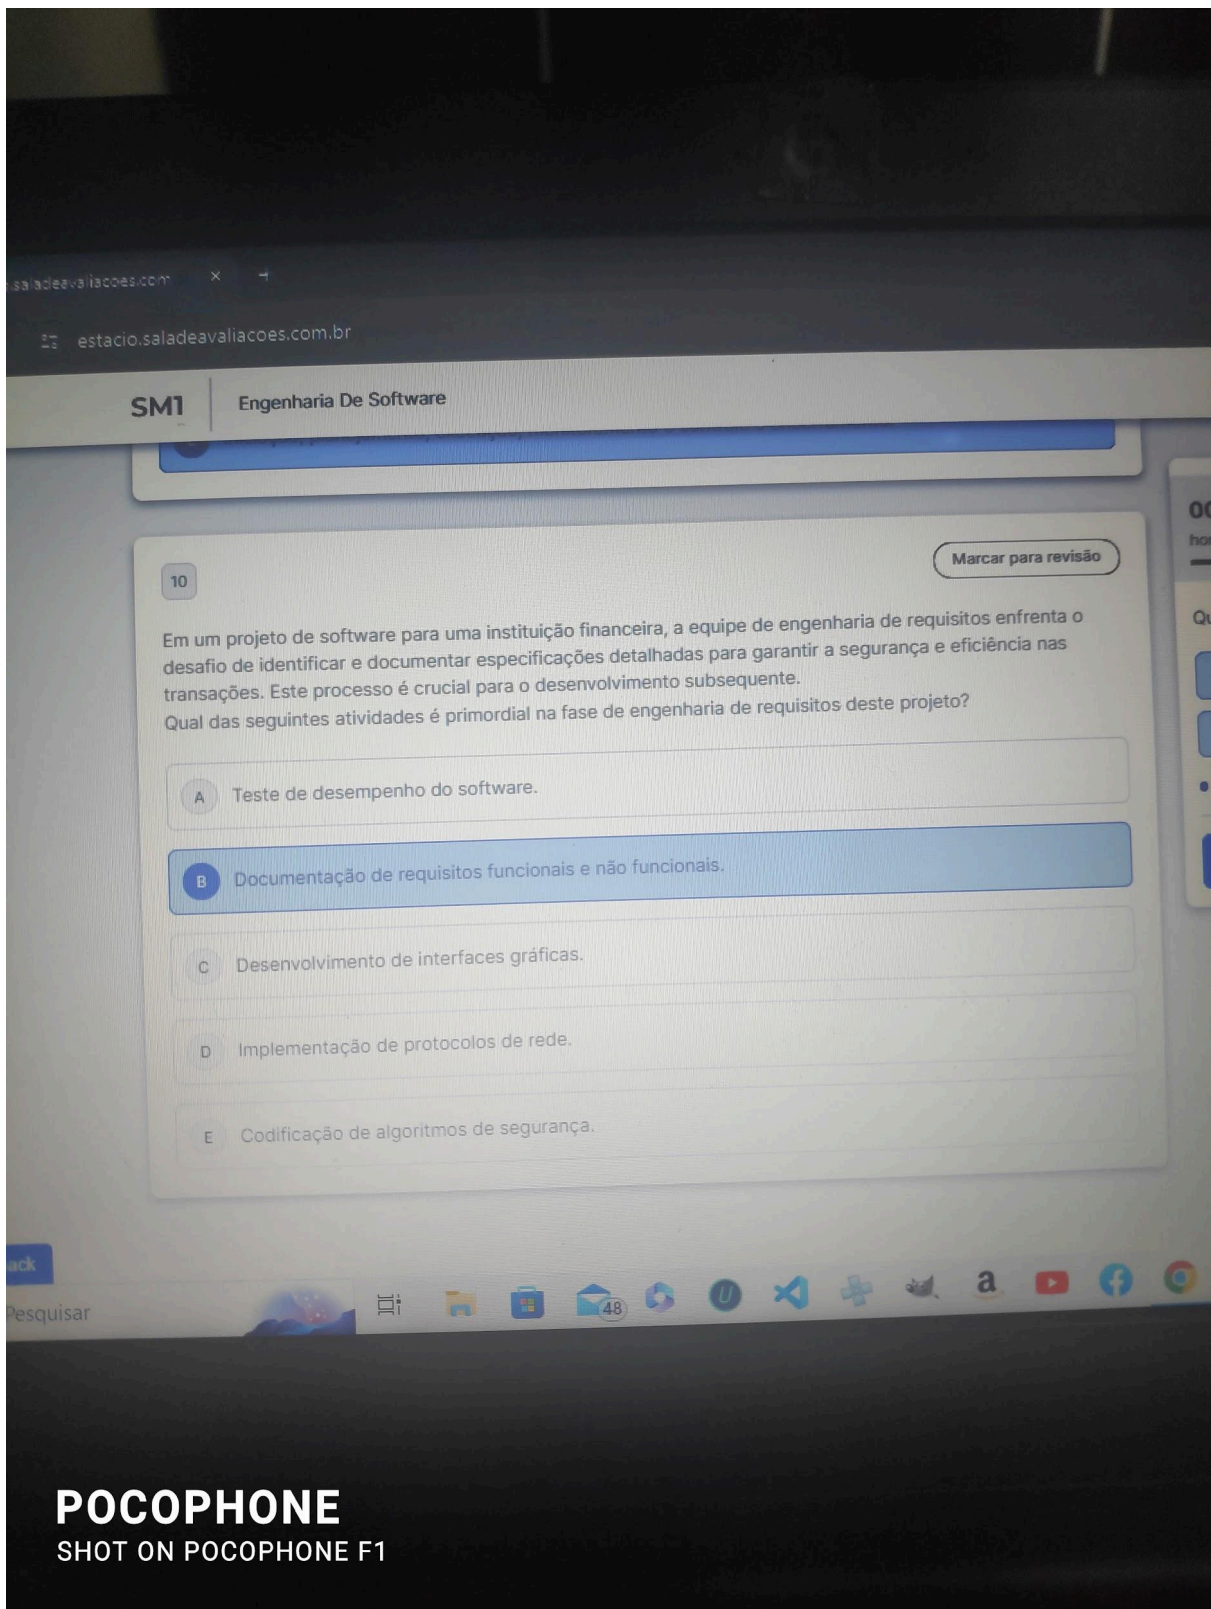 .saladeavaliacoes.com
estacio.saladeavaliacoes.com.br
SM1
Engenharia De Software
10
Marcar para revisão
Em um projeto de software para uma instituição financeira, a equipe de engenharia de requisitos enfrenta o
desafio de identificar e documentar especificações detalhadas para garantir a segurança e eficiência nas
transações. Este processo é crucial para o desenvolvimento subsequente.
Qual das seguintes atividades é primordial na fase de engenharia de requisitos deste projeto?
A Teste de desempenho do software.
B Documentação de requisitos funcionais e não funcionais.
C Desenvolvimento de interfaces gráficas.
D Implementação de protocolos de rede.
E Codificação de algoritmos de segurança.
ack
Pesquisar
48
POCOPHONE
SHOT ON POCOPHONE F1